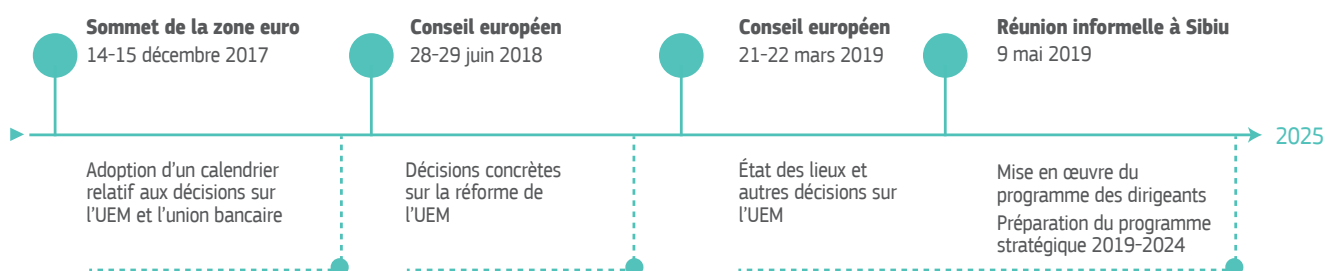 Sommet de la zone euro
14-15 décembre 2017
Conseil européen
28-29 juin 2018
Conseil européen
21-22 mars 2019
Réunion informelle à Sibiu
9 mai 2019
2025
Adoption d'un calendrier
relatif aux décisions sur
l'UEM et l'union bancaire
Décisions concrètes
sur la réforme de
l'UEM
État des lieux et
autres décisions sur
l'UEM
Mise en œuvre du
programme des dirigeants
Préparation du programme
stratégique 2019-2024